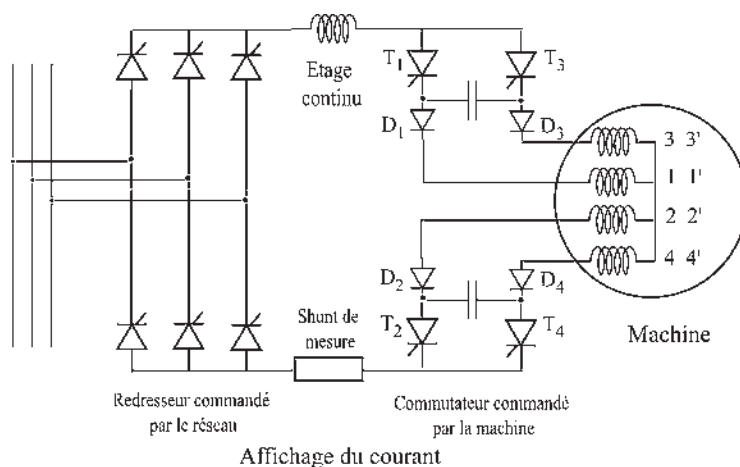 Etage
continu
T1
T3
D1
D3
3 3'
1 1'
2 2'
4 4'
D2
D4
T2
T4
Shunt de
mesure
Machine
Redresseur commandé
par le réseau
Commutateur commandé
par la machine
Affichage du courant